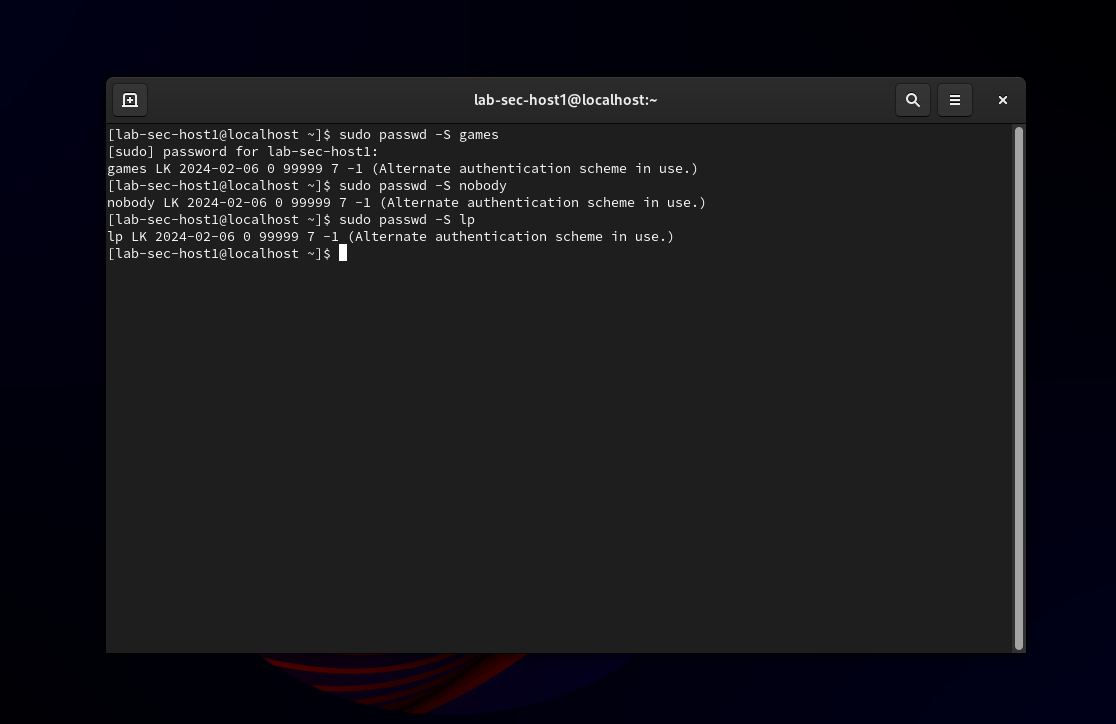 lab-sec-host1@localhost:~
[lab-sec-host1@localhost ~]$ sudo passwd -S games
[sudo] password for lab-sec-host1:
games LK 2024-02-06 0 99999 7 -1 (Alternate authentication scheme in use.)
[lab-sec-host1@localhost ~]$ sudo passwd -S nobody
nobody LK 2024-02-06 0 99999 7 -1 (Alternate authentication scheme in use.)
[lab-sec-host1@localhost ~]$ sudo passwd -S lp
lp LK 2024-02-06 0 99999 7 -1 (Alternate authentication scheme in use.)
[lab-sec-host1@localhost ~]$